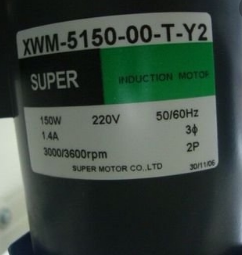 XWM-5150-00-T-Y2
SUPER INDUCTION MOTOR
150W 220V 50/60Hz
1.4A 3ϕ
3000/3600rpm 2P
SUPER MOTOR CO.,LTD 30/11/06